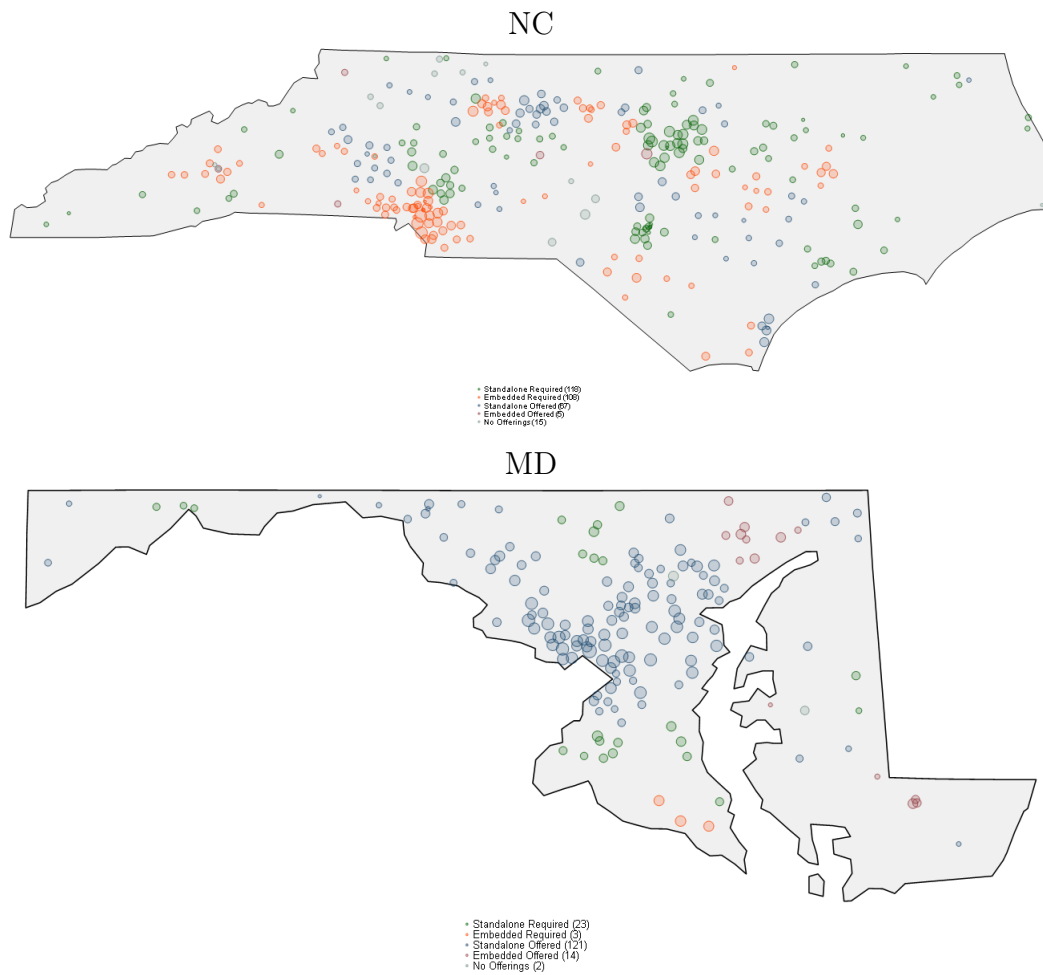 NC
Standalone Required (118)
Embedded Required (108)
Standalone Offered (67)
Embedded Offered (5)
No Offerings (15)
MD
Standalone Required (23)
Embedded Required (3)
Standalone Offered (121)
Embedded Offered (14)
No Offerings (2)